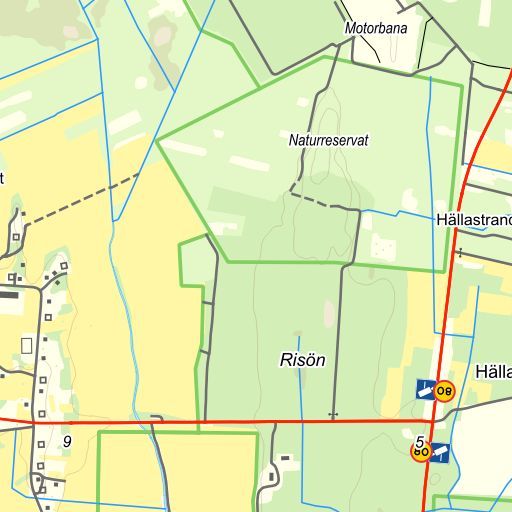 Motorbana
Naturreservat
t
Hällastrand
Risön
Hälla
80
9
5
80